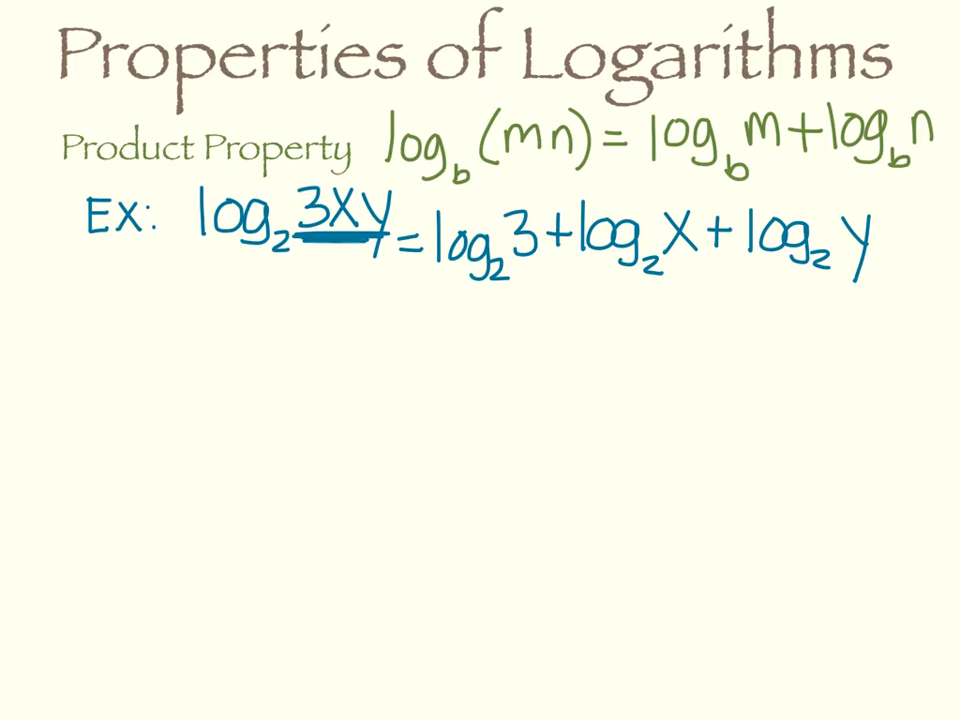 Properties of Logarithms
Product Property log_b (mn) = log_b m + log_b n
EX: log_2 3xy = log_2 3 + log_2 x + log_2 y